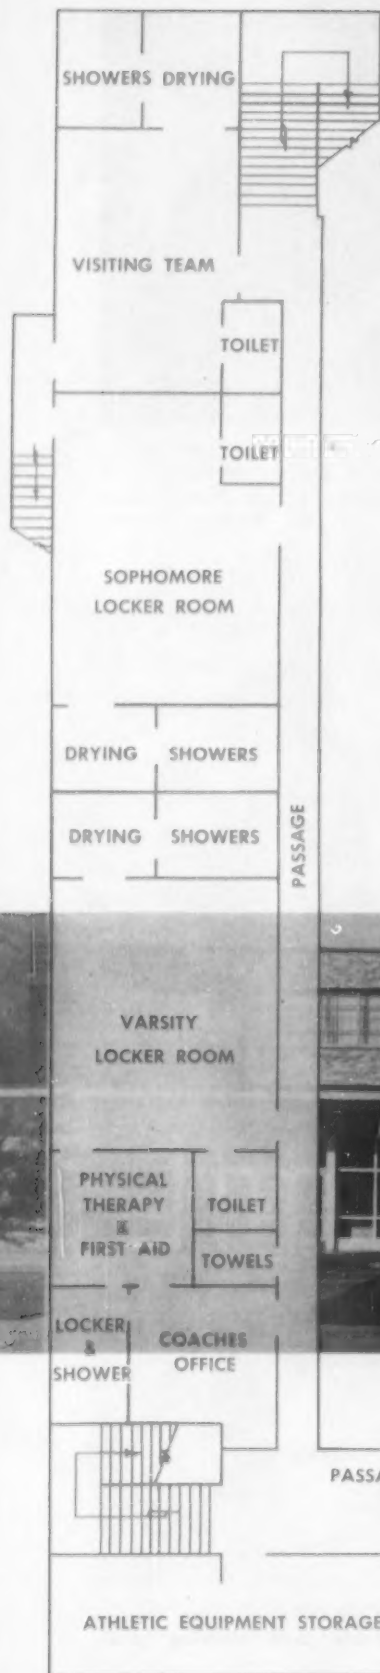 SHOWERS DRYING
VISITING TEAM
TOILET
TOILET
SOPHOMORE
LOCKER ROOM
DRYING SHOWERS
DRYING SHOWERS
PASSAGE
VARSITY
LOCKER ROOM
PHYSICAL
THERAPY
&
FIRST AID
TOILET
TOWELS
LOCKER
&
SHOWER
COACHES
OFFICE
PASSA
ATHLETIC EQUIPMENT STORAGE